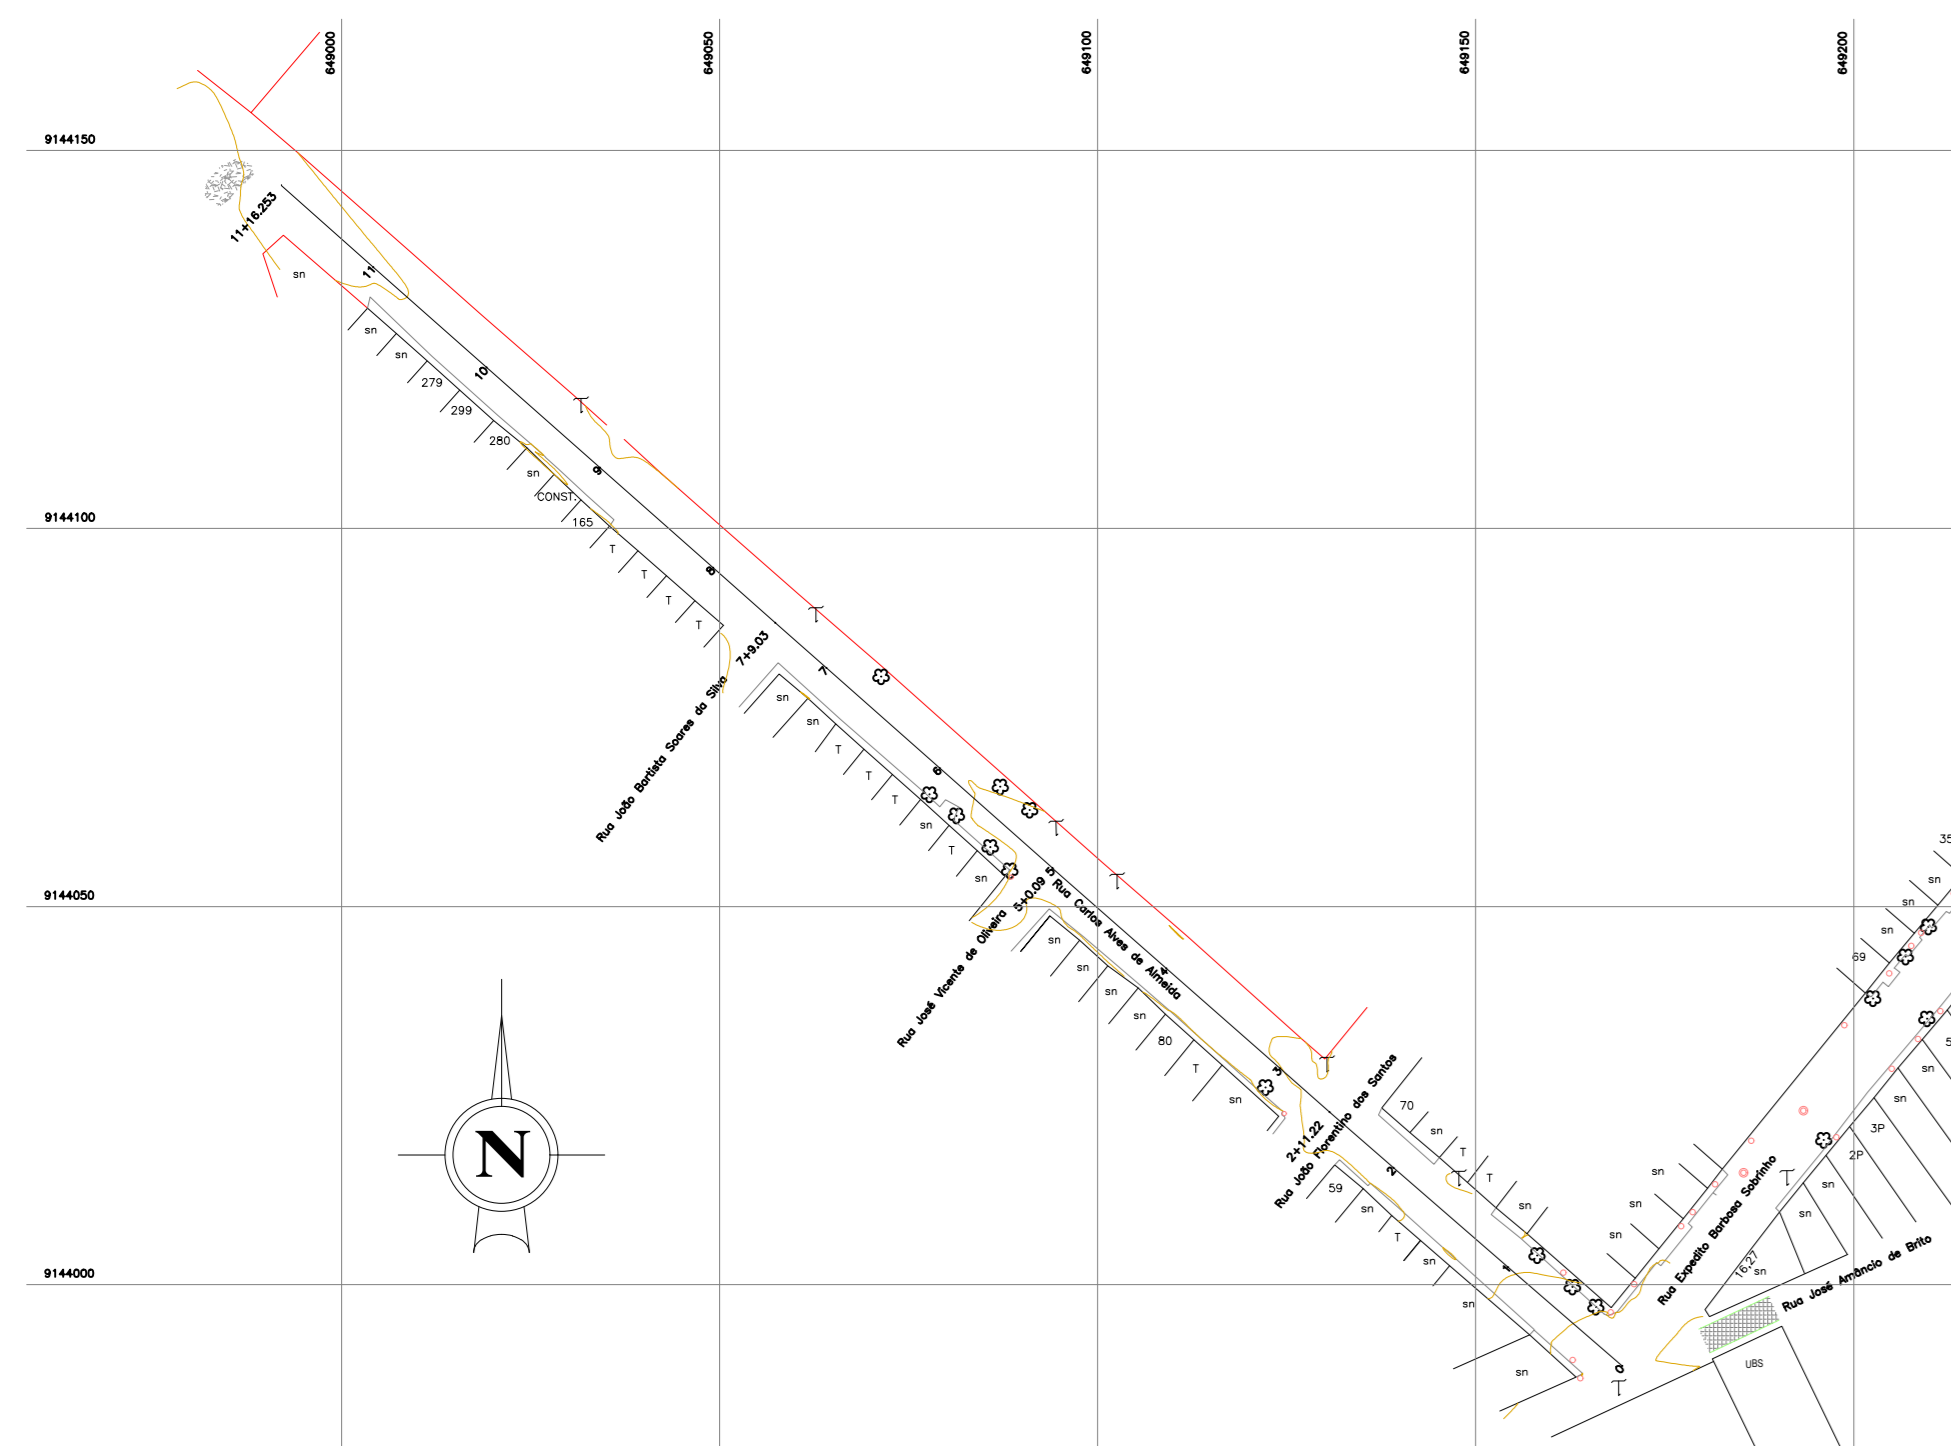 649000
649050
649100
649150
649200
9144150
11+16.253
sn
11
sn
sn
10
279
299
280
9
sn
CONST.
9144100
165
T
8
T
T
T
7+9.03
7
Rua João Bartista Soares da Silva
sn
sn
T
T
6
T
sn
T
35
sn
5
5+0.09
sn
9144050
Rua José Vicente de Oliveira
Rua Carlos Alves de Almeida
4
sn
sn
sn
sn
80
T
sn
sn
69
3
2+11.22
Rua João Florentino dos Santos
70
sn
T
T
5
sn
sn
3P
2P
sn
sn
N
59
sn
T
sn
sn
2
sn
sn
sn
sn
Rua Expedito Barbosa Sobrinho
16,27
sn
Rua José Amâncio de Brito
9144000
1
sn
0
UBS